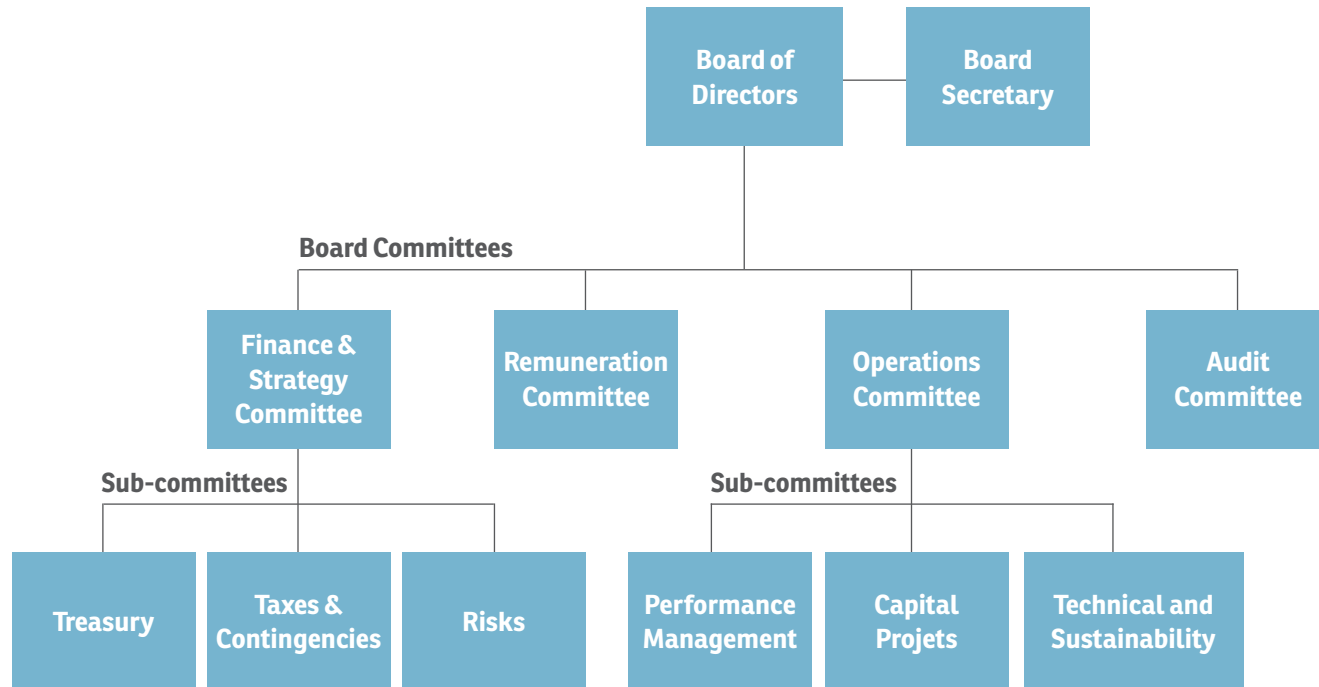 Board of
Directors
Board
Secretary
Board Committees
Finance &
Strategy
Committee
Remuneration
Committee
Operations
Committee
Audit
Committee
Sub-committees
Sub-committees
Treasury
Taxes &
Contingencies
Risks
Performance
Management
Capital
Projets
Technical and
Sustainability